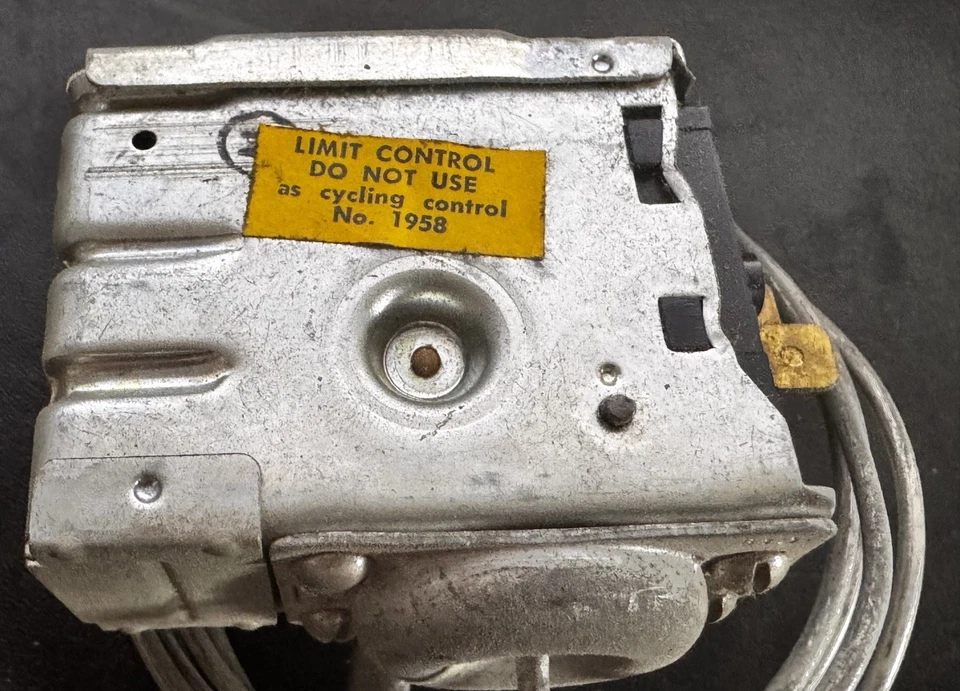 LIMIT CONTROL
DO NOT USE
as cycling control
No. 1958